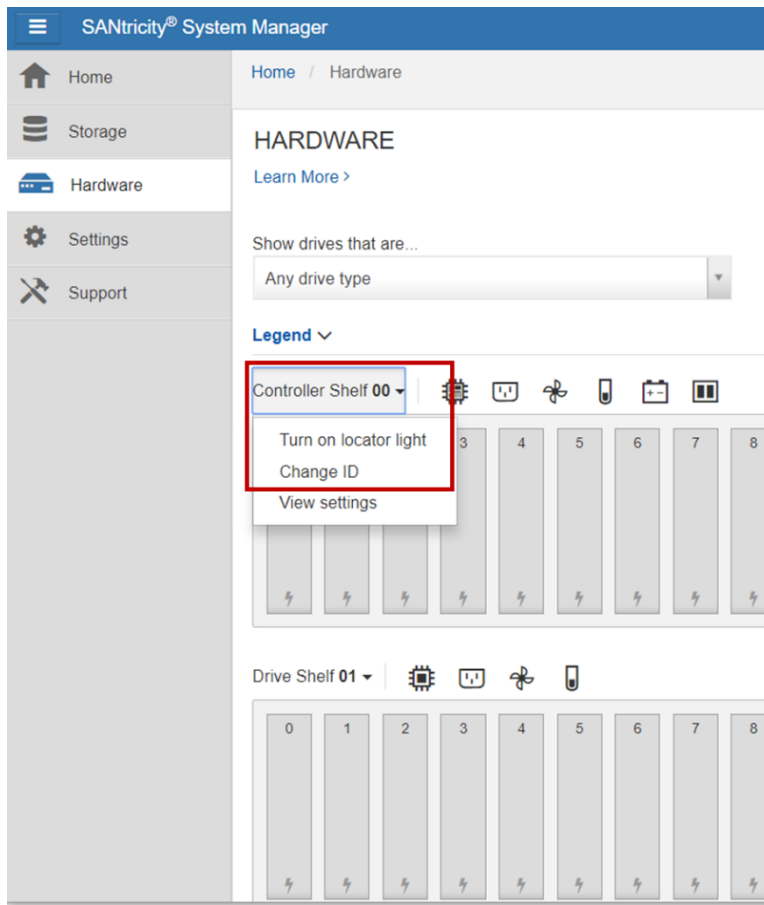 SANtricity® System Manager
Home
Storage
Hardware
Settings
Support
Home / Hardware
HARDWARE
Learn More >
Show drives that are...
Any drive type
Legend
Controller Shelf 00
Turn on locator light
Change ID
View settings
3 4 5 6 7 8
Drive Shelf 01
0 1 2 3 4 5 6 7 8